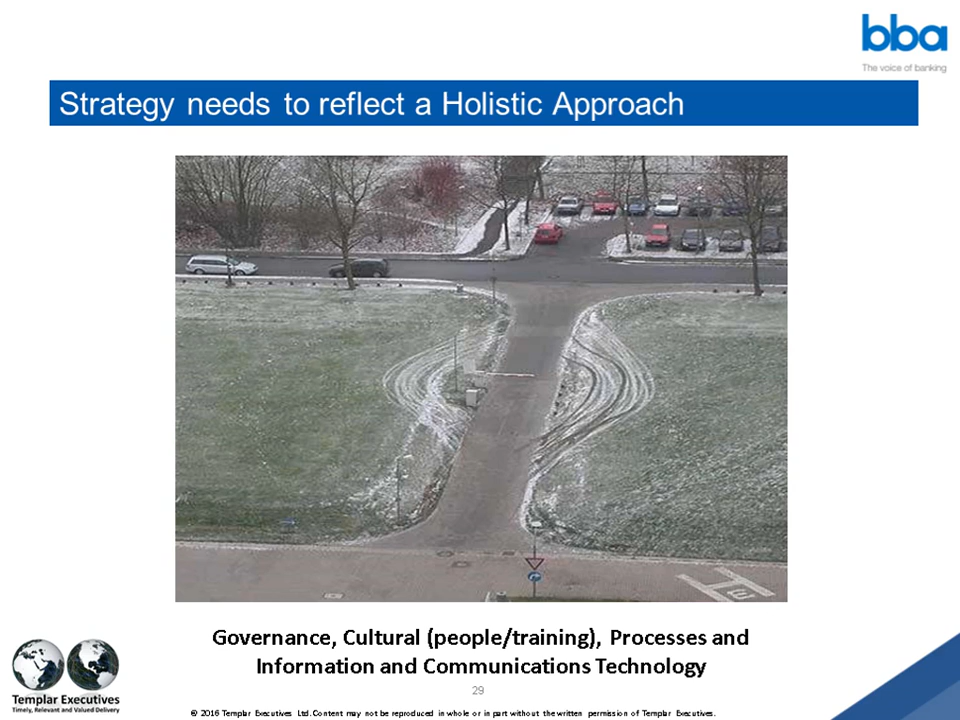 bba
The voice of banking
Strategy needs to reflect a Holistic Approach
Governance, Cultural (people/training), Processes and
Information and Communications Technology
Templar Executives
Timely, Relevant and Valued Delivery
29
© 2016 Templar Executives Ltd. Content may not be reproduced in whole or in part without the written permission of Templar Executives.